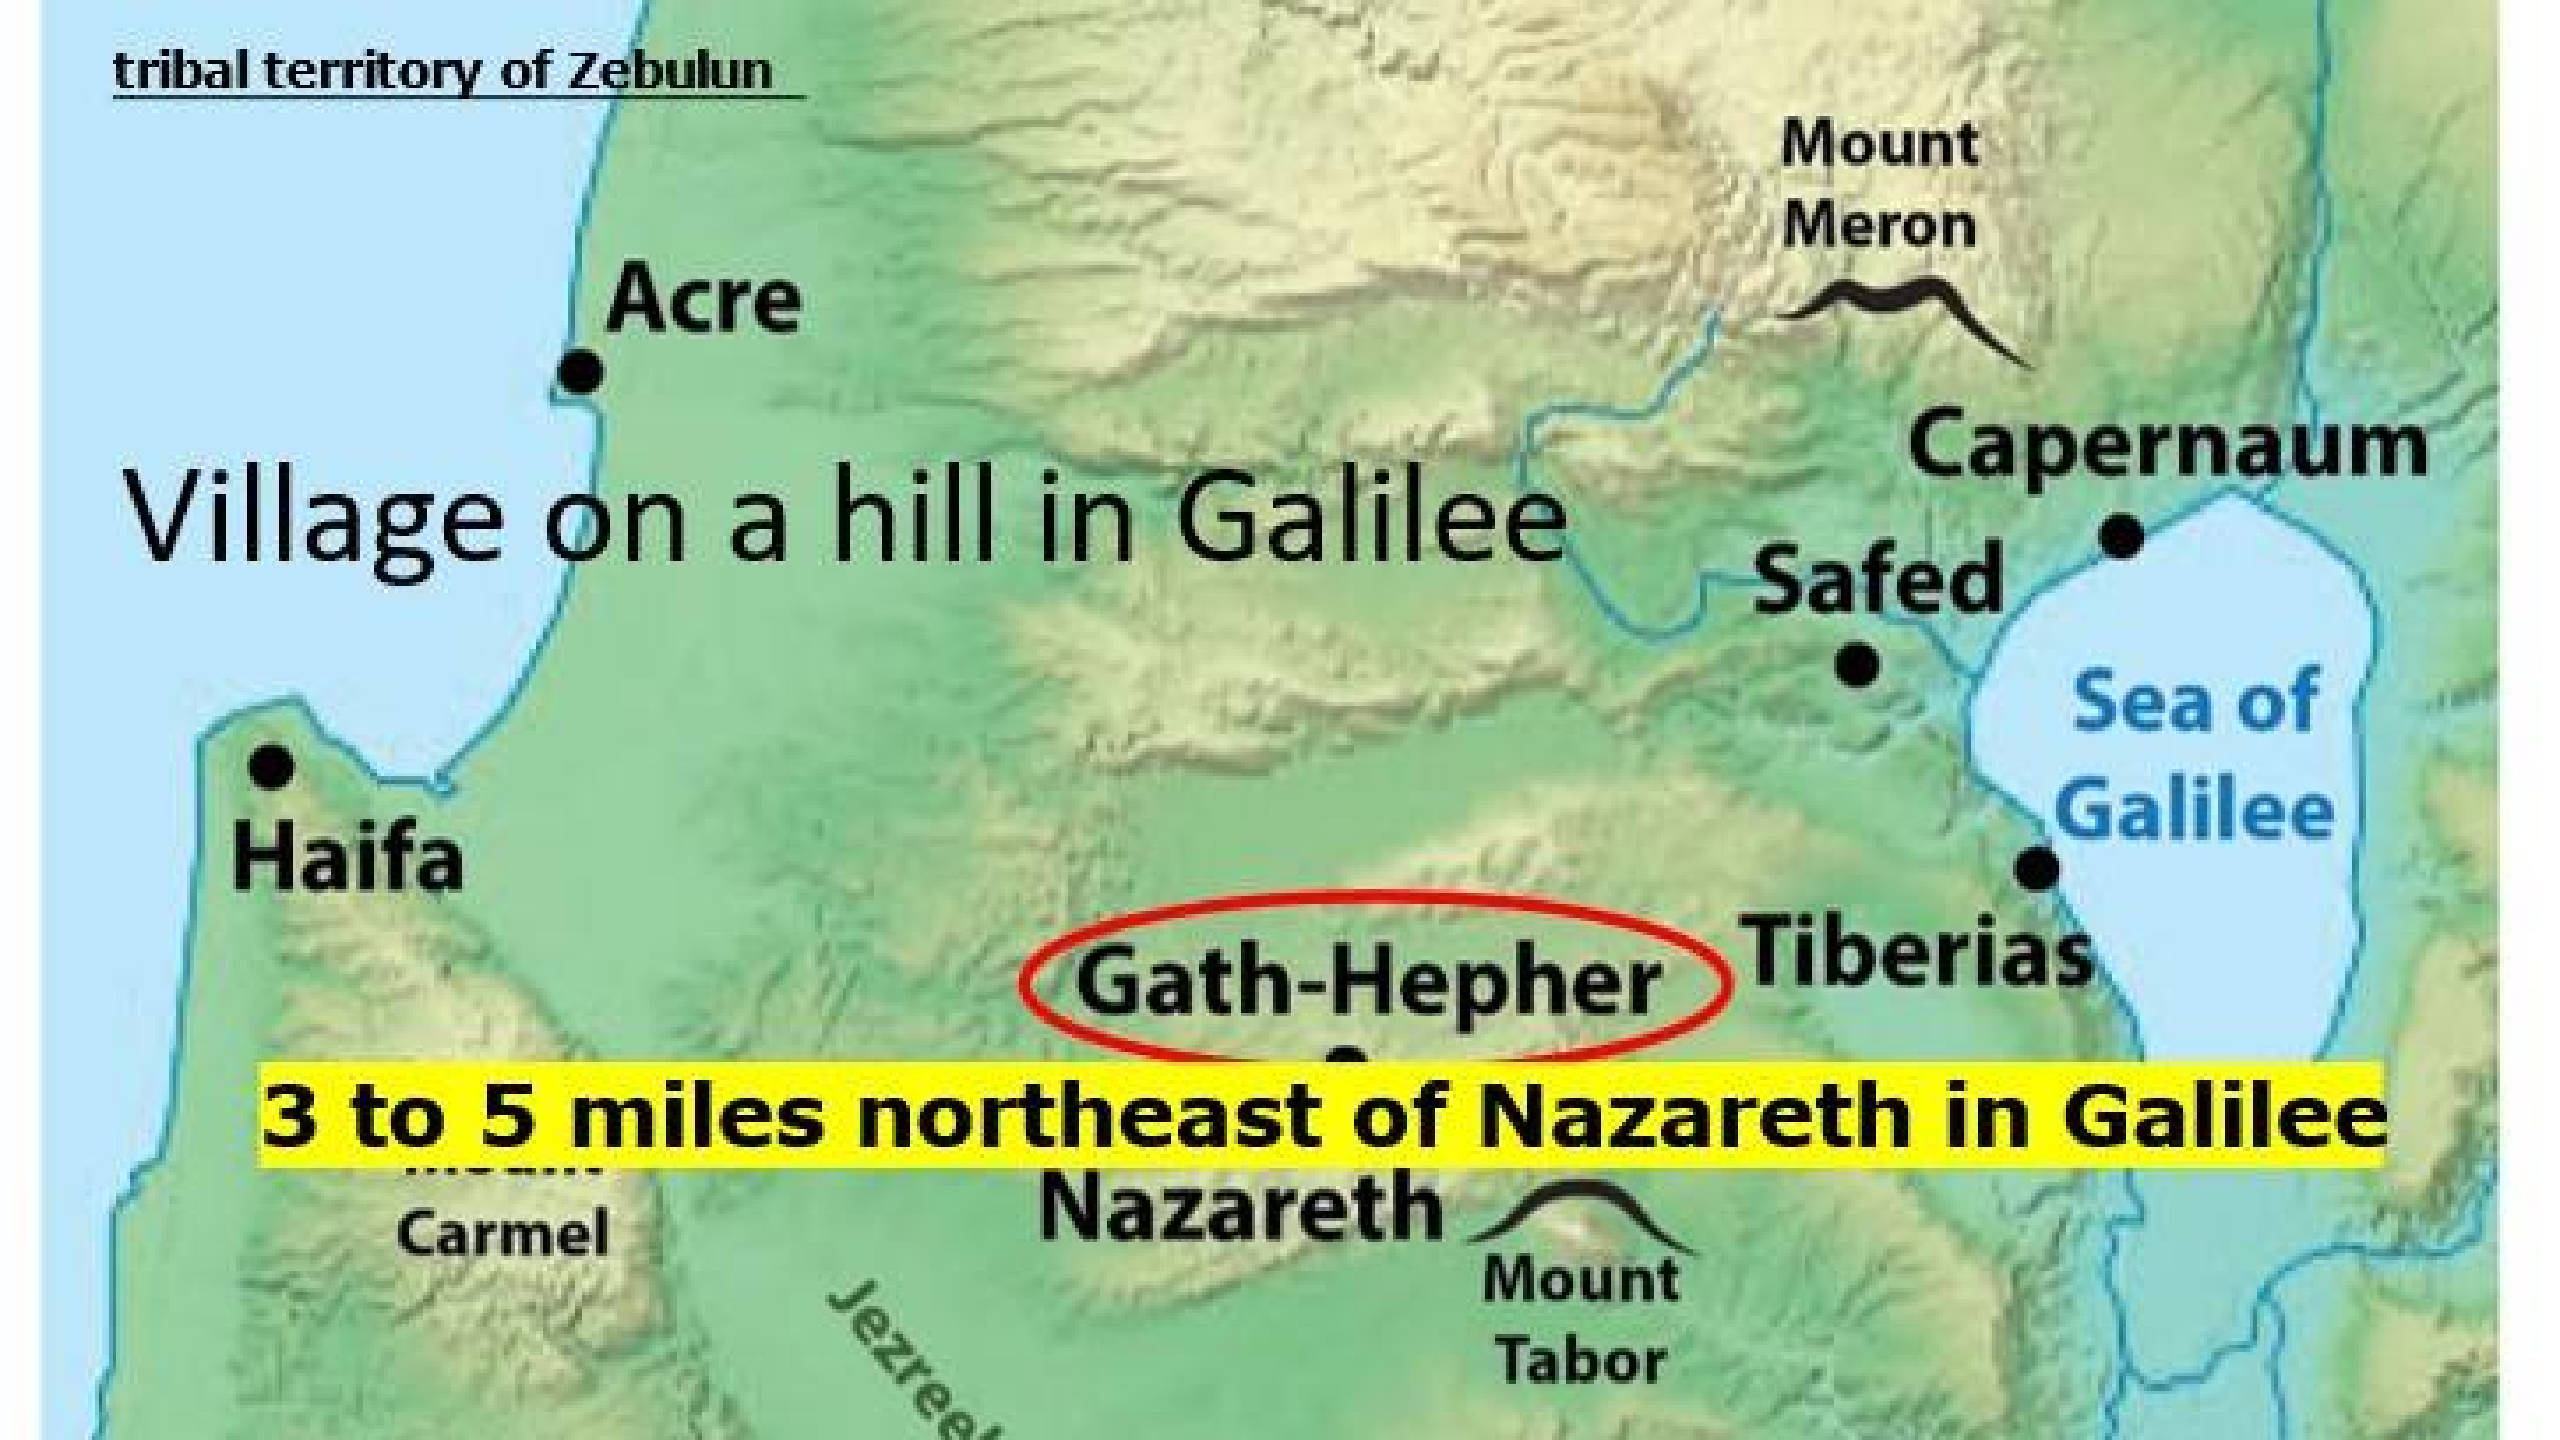 tribal territory of Zebulun
Mount
Meron
Acre
Capernaum
Village on a hill in Galilee
Safed
Sea of
Galilee
Haifa
Tiberias
Gath-Hepher
3 to 5 miles northeast of Nazareth in Galilee
Nazareth
Carmel
Mount
Tabor
Jezreel